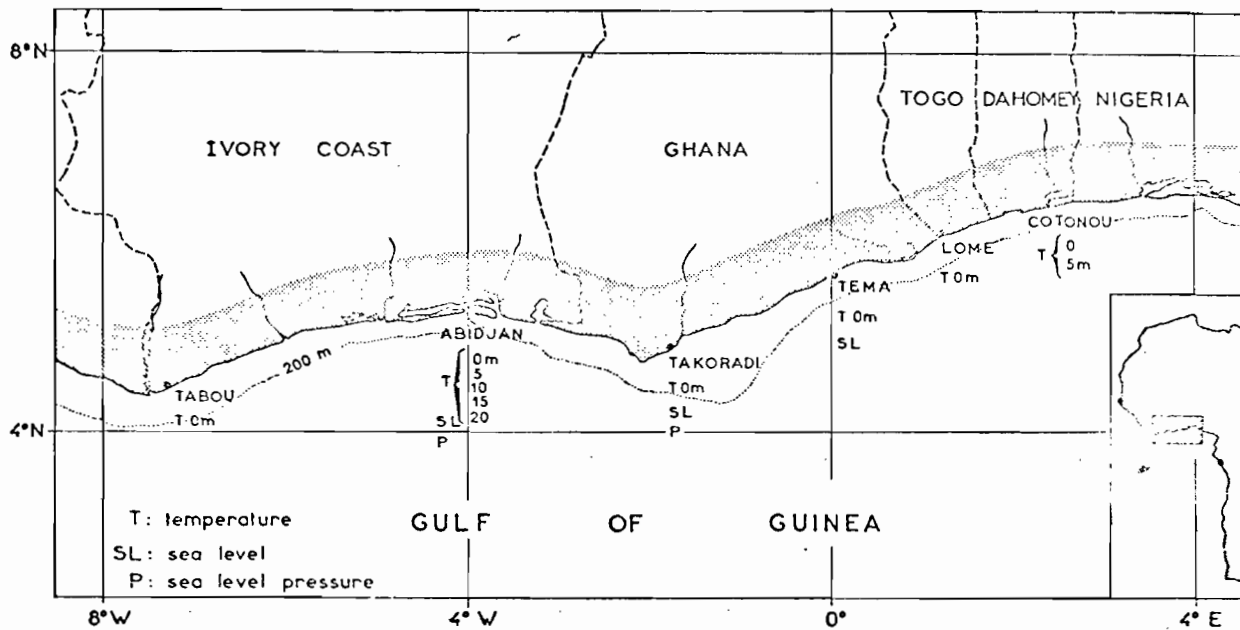 8°N
TOGO DAHOMEY NIGERIA
IVORY COAST
GHANA
COTONOU
T { 0
5m
LOME
T 0m
TEMA
T 0m
SL
ABIDJAN
T { 0m
5
10
15
20
SL
P
200 m
TAKORADI
T 0m
SL
P
TABOU
T 0m
4°N
GULF OF GUINEA
T: temperature
SL: sea level
P: sea level pressure
8°W
4°W
0°
4°E